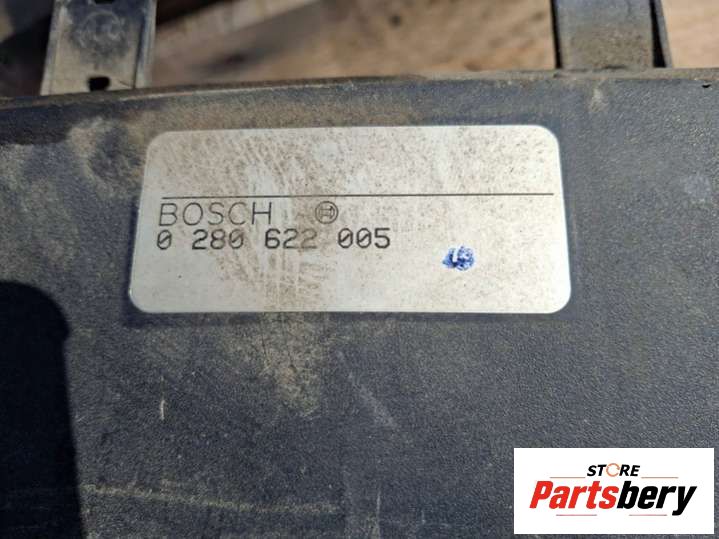 BOSCH
0 280 622 005
STORE
Partsbery